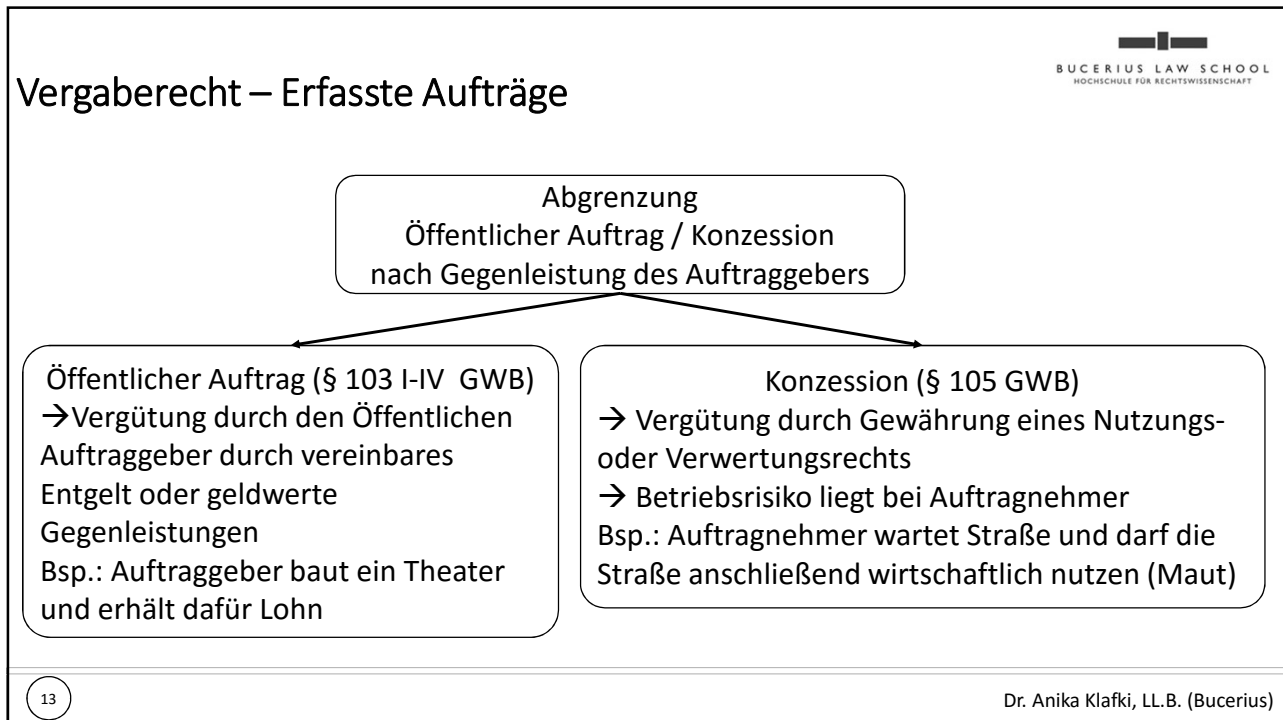 BUCERIUS LAW SCHOOL
HOCHSCHULE FÜR RECHTSWISSENSCHAFT
Vergaberecht – Erfasste Aufträge
Abgrenzung
Öffentlicher Auftrag / Konzession
nach Gegenleistung des Auftraggebers
Öffentlicher Auftrag (§ 103 I-IV GWB)
→Vergütung durch den Öffentlichen
Auftraggeber durch vereinbares
Entgelt oder geldwerte
Gegenleistungen
Bsp.: Auftraggeber baut ein Theater
und erhält dafür Lohn
Konzession (§ 105 GWB)
→ Vergütung durch Gewährung eines Nutzungs-
oder Verwertungsrechts
→ Betriebsrisiko liegt bei Auftragnehmer
Bsp.: Auftragnehmer wartet Straße und darf die
Straße anschließend wirtschaftlich nutzen (Maut)
13
Dr. Anika Klafki, LL.B. (Bucerius)